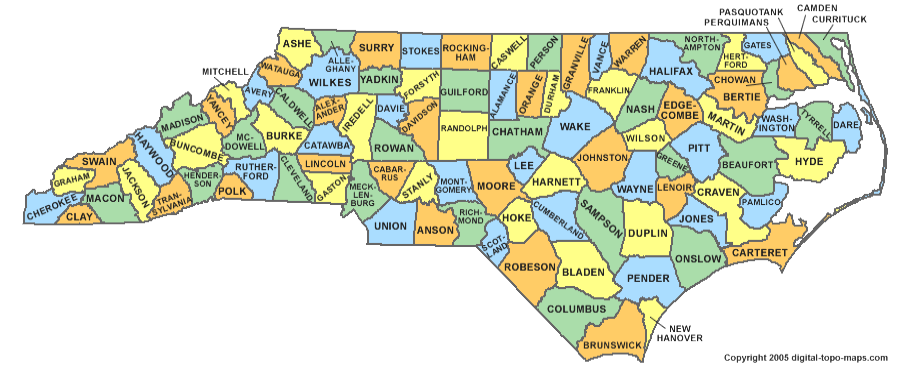 PASQUOTANK
CAMDEN
PERQUIMANS
CURRITUCK
ASHE
ALLE-
GHANY
SURRY
STOKES
ROCKING-
HAM
CASWELL
PERSON
GRANVILLE
VANCE
WARREN
NORTH-
AMPTON
GATES
HERT-
FORD
HALIFAX
CHOWAN
BERTIE
MITCHELL
WATAUGA
WILKES
YADKIN
FORSYTH
GUILFORD
ALAMANCE
ORANGE
DURHAM
FRANKLIN
NASH
EDGE-
COMBE
MARTIN
WASH-
INGTON
TYRREL
DARE
AVERY
CALDWELL
ALEX-
ANDER
IREDELL
DAVIE
DAVIDSON
RANDOLPH
CHATHAM
WAKE
WILSON
PITT
BEAUFORT
HYDE
MADISON
YANCEY
BURKE
CATAWBA
ROWAN
MC-
DOWELL
BUNCOMBE
HAYWOOD
SWAIN
GRAHAM
JACKSON
HENDER-
SON
RUTHER-
FORD
CLEVELAND
LINCOLN
GASTON
CABAR-
RUS
STANLY
MONT-
GOMERY
MOORE
LEE
HARNETT
JOHNSTON
WAYNE
GREENE
LENOIR
CRAVEN
PAMLICO
CHEROKEE
CLAY
MACON
TRAN-
SYLVANIA
POLK
MECK-
LEN-
BURG
UNION
ANSON
RICH-
MOND
SCOT-
LAND
HOKE
CUMBERLAND
SAMPSON
DUPLIN
JONES
CARTERET
ONSLOW
ROBESON
BLADEN
PENDER
COLUMBUS
BRUNSWICK
NEW
HANOVER
Copyright 2005 digital-topo-maps.com